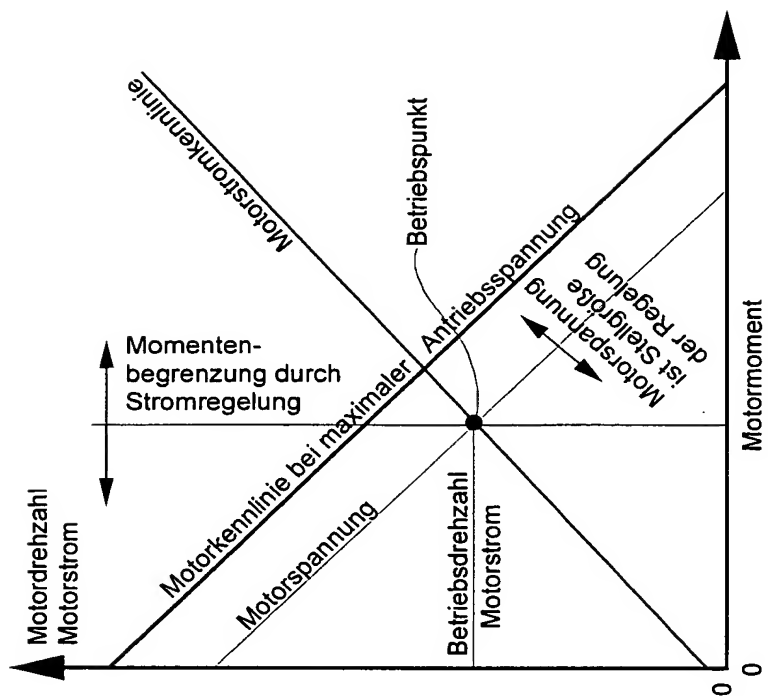 Motordrehzahl
Motorstrom
Momenten-
begrenzung durch
Stromregelung
Motorstromkennlinie
Betriebspunkt
Motorkennlinie bei maximaler Antriebsspannung
Motorspannung
Motorspannung
ist Stellgröße
der Regelung
Betriebsdrehzahl
Motorstrom
Motormoment
0
0